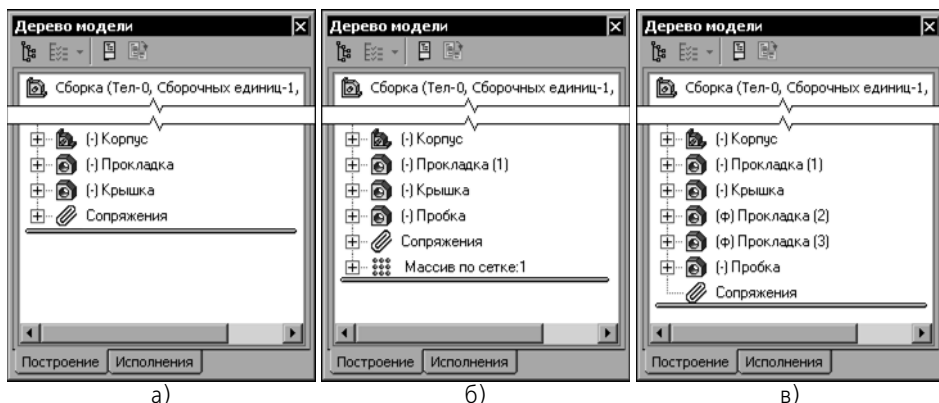 Дерево модели
Сборка (Тел-0, Сборочных единиц-1,
(-) Корпус
(-) Прокладка
(-) Крышка
Сопряжения
Построение Исполнения
а)
Дерево модели
Сборка (Тел-0, Сборочных единиц-1,
(-) Корпус
(-) Прокладка (1)
(-) Крышка
(-) Пробка
Сопряжения
Массив по сетке:1
Построение Исполнения
б)
Дерево модели
Сборка (Тел-0, Сборочных единиц-1,
(-) Корпус
(-) Прокладка (1)
(-) Крышка
(ф) Прокладка (2)
(ф) Прокладка (3)
(-) Пробка
Сопряжения
Построение Исполнения
в)